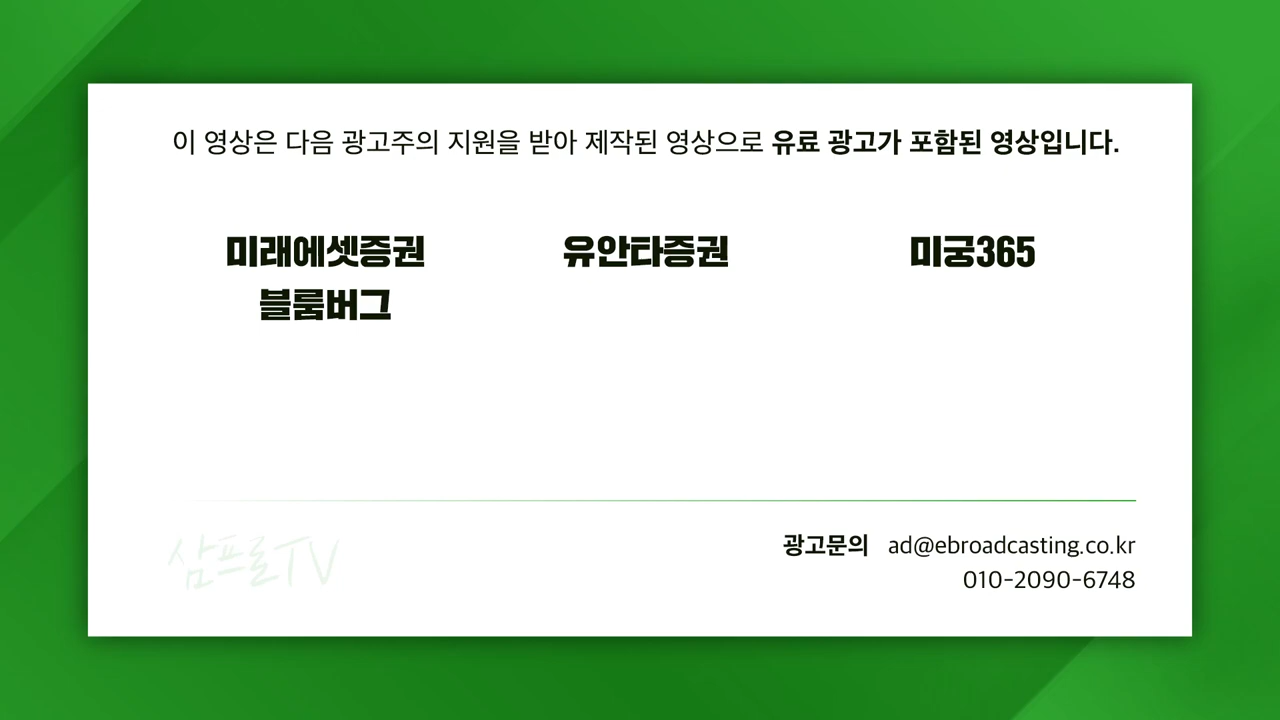 이 영상은 다음 광고주의 지원을 받아 제작된 영상으로 유료 광고가 포함된 영상입니다.
미래에셋증권 유안타증권 미궁365
블룸버그
삼프로TV
광고문의 ad@ebroadcasting.co.kr
010-2090-6748